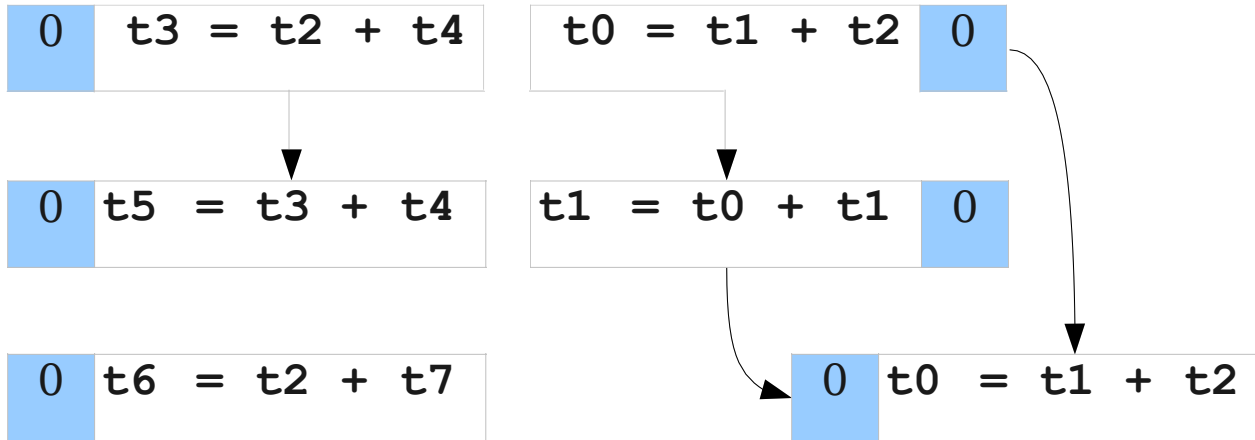 0 t3 = t2 + t4
t0 = t1 + t2 0
0 t5 = t3 + t4
t1 = t0 + t1 0
0 t6 = t2 + t7
0 t0 = t1 + t2